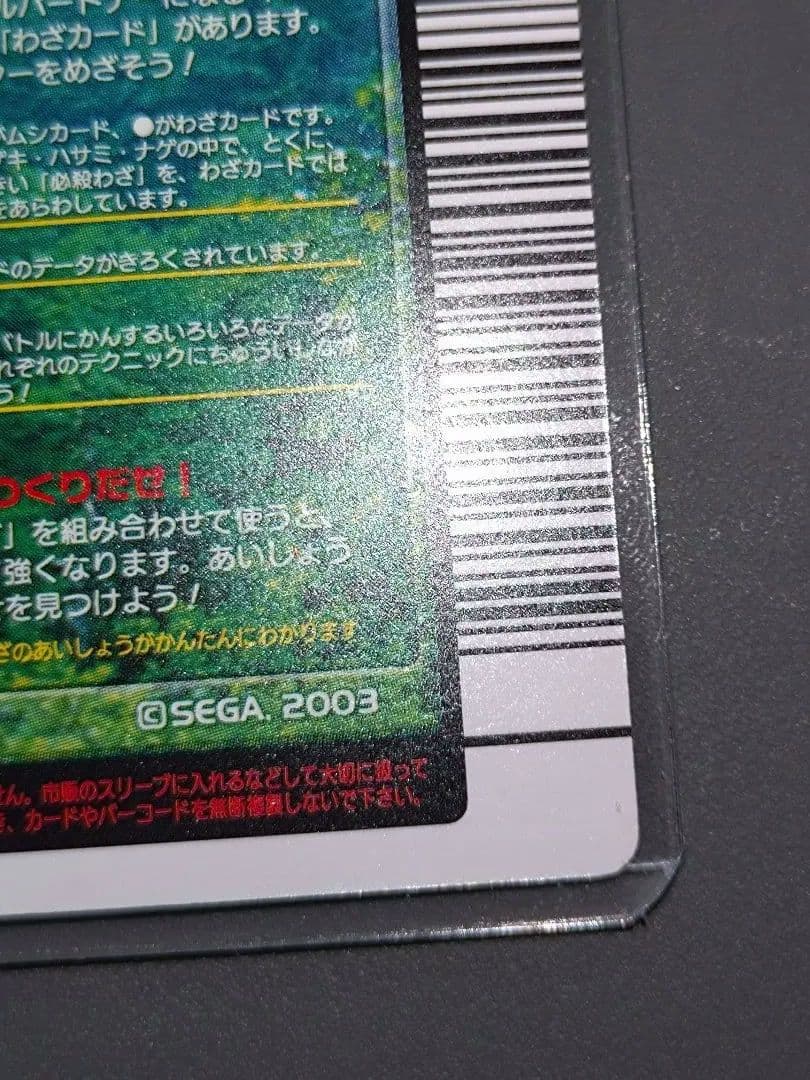 「わざカード」があります。
ターをめざそう!
ムシカード、●がわざカードです。
ゲキ・ハサミ・ナゲの中で、とくに、
さい「必殺わざ」を、わざカードでは
をあらわしています。
ドのデータがきろくされています。
バトルにかんするいろいろなデータが
れぞれのテクニックにちゅういしなが
う!
つくりだせ!
」を組み合わせて使うと、
強くなります。あいしょう
ーを見つけよう!
ざのあいしょうがかんたんにわかります
©SEGA, 2003
せん。市販のスリーブに入れるなどして大切に扱って
き、カードやバーコードを無断複製しないで下さい。